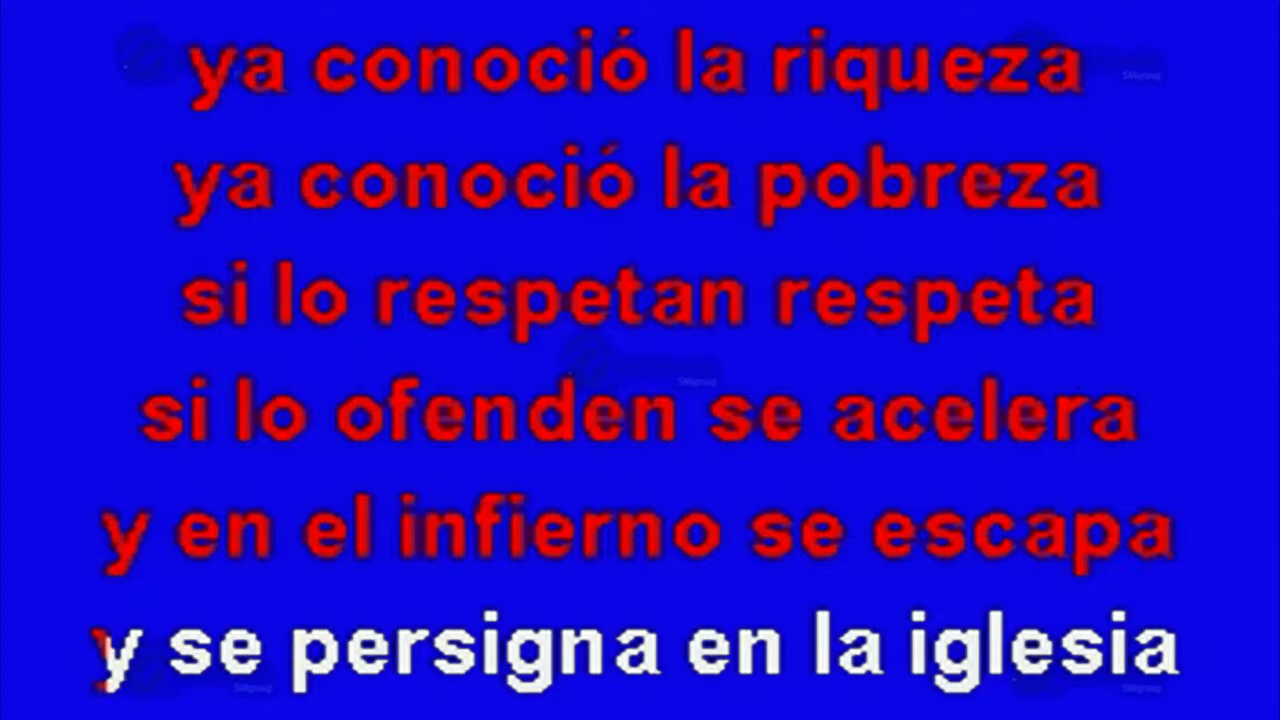 ya conoció la riqueza
ya conoció la pobreza
si lo respetan respeta
si lo ofenden se acelera
y en el infierno se escapa
y se persigna en la iglesia